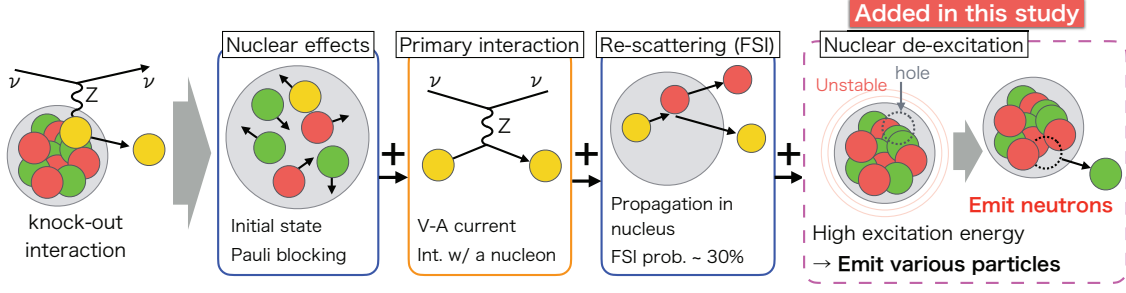 Added in this study
Nuclear effects
Primary interaction
Re-scattering (FSI)
Nuclear de-excitation
ν
ν
Z
knock-out
interaction
Initial state
Pauli blocking
+
ν
ν
Z
V-A current
Int. w/ a nucleon
+
Propagation in
nucleus
FSI prob. ~ 30%
+
Unstable
hole
Emit neutrons
High excitation energy
→ Emit various particles